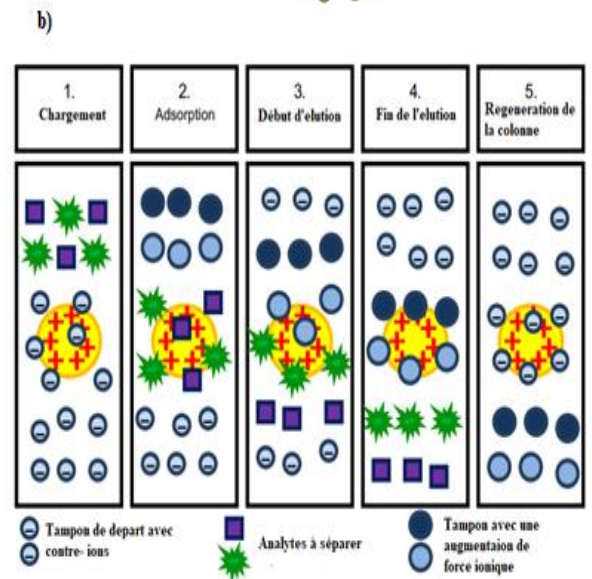 b)
1.
Chargement
2.
Adsorption
3.
Début d'elution
4.
Fin de l'elution
5.
Regeneration de
la colonne
Tampon de depart avec
contre- ions
Analytes à séparer
Tampon avec une
augmentaion de
force ionique